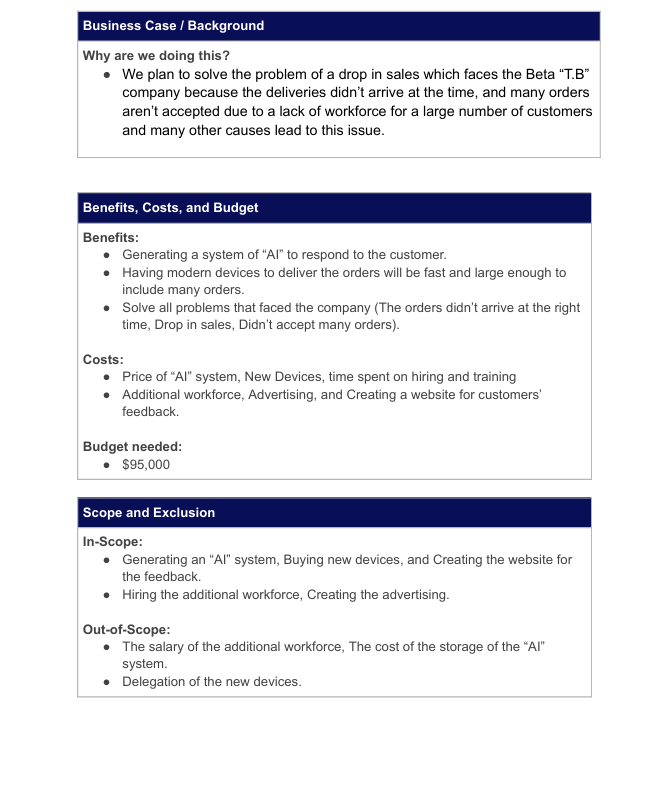 Business Case / Background
Why are we doing this?
● We plan to solve the problem of a drop in sales which faces the Beta “T.B”
company because the deliveries didn’t arrive at the time, and many orders
aren’t accepted due to a lack of workforce for a large number of customers
and many other causes lead to this issue.
Benefits, Costs, and Budget
Benefits:
● Generating a system of “AI” to respond to the customer.
● Having modern devices to deliver the orders will be fast and large enough to
include many orders.
● Solve all problems that faced the company (The orders didn’t arrive at the right
time, Drop in sales, Didn’t accept many orders).
Costs:
● Price of “AI” system, New Devices, time spent on hiring and training
● Additional workforce, Advertising, and Creating a website for customers’
feedback.
Budget needed:
● $95,000
Scope and Exclusion
In-Scope:
● Generating an “AI” system, Buying new devices, and Creating the website for
the feedback.
● Hiring the additional workforce, Creating the advertising.
Out-of-Scope:
● The salary of the additional workforce, The cost of the storage of the “AI”
system.
● Delegation of the new devices.